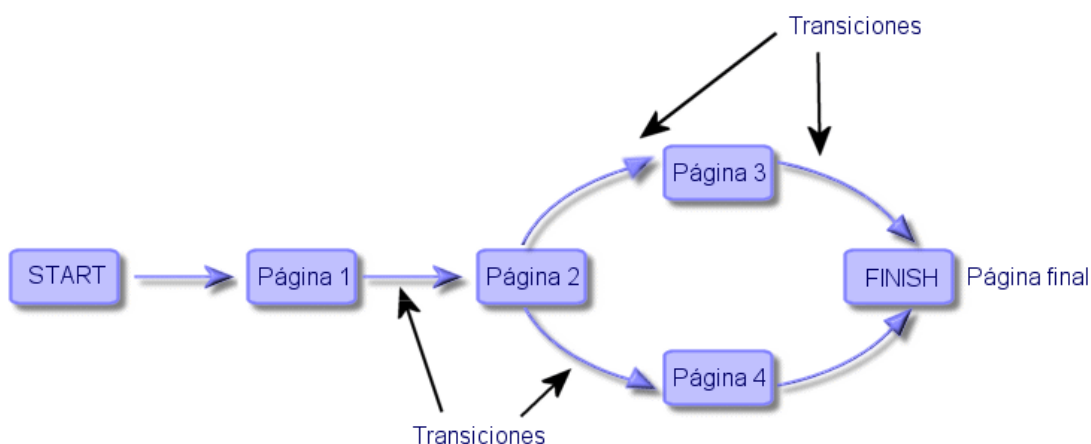 Transiciones
Página 3
START
Página 1
Página 2
FINISH
Página final
Página 4
Transiciones